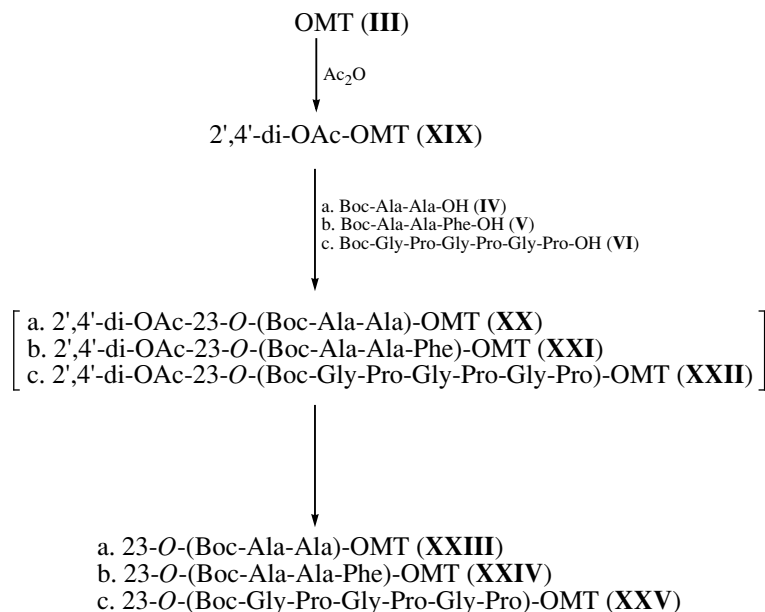 OMT (III)
Ac₂O
2',4'-di-OAc-OMT (XIX)
a. Boc-Ala-Ala-OH (IV)
b. Boc-Ala-Ala-Phe-OH (V)
c. Boc-Gly-Pro-Gly-Pro-Gly-Pro-OH (VI)
a. 2',4'-di-OAc-23-O-(Boc-Ala-Ala)-OMT (XX)
b. 2',4'-di-OAc-23-O-(Boc-Ala-Ala-Phe)-OMT (XXI)
c. 2',4'-di-OAc-23-O-(Boc-Gly-Pro-Gly-Pro-Gly-Pro)-OMT (XXII)
a. 23-O-(Boc-Ala-Ala)-OMT (XXIII)
b. 23-O-(Boc-Ala-Ala-Phe)-OMT (XXIV)
c. 23-O-(Boc-Gly-Pro-Gly-Pro-Gly-Pro)-OMT (XXV)